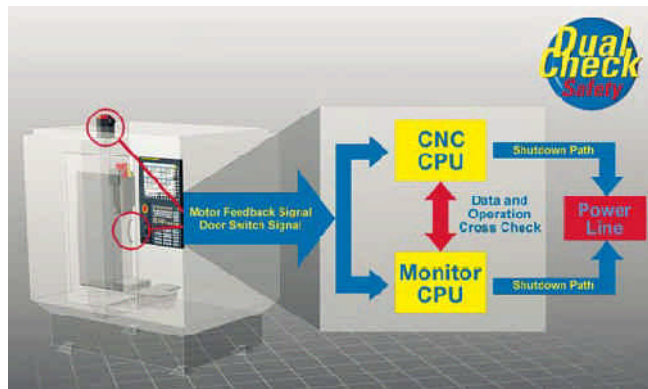 Dual
Check
Safety
CNC
CPU
Shutdown Path
Motor Feedback Signal
Door Switch Signal
Data and
Operation
Cross Check
Power
Line
Monitor
CPU
Shutdown Path